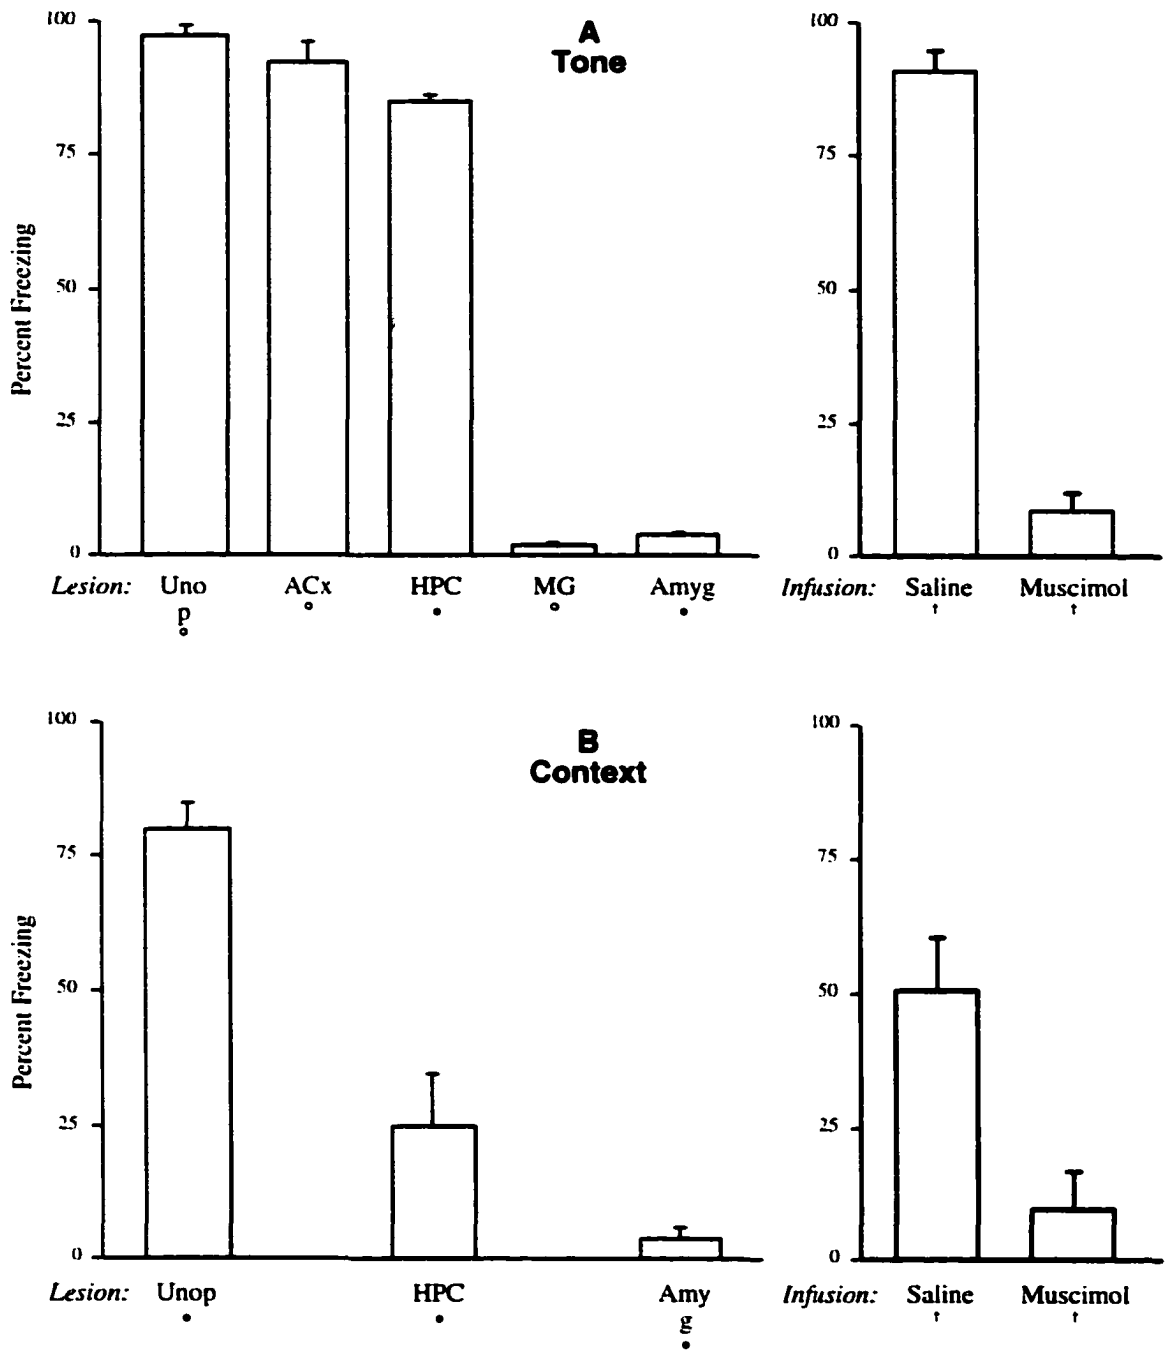 A
Tone
100
75
50
25
0
Percent Freezing
Lesion: Uno ACx HPC MG Amyg
p
100
75
50
25
0
Infusion: Saline Muscimol
† †
B
Context
100
75
50
25
0
Percent Freezing
Lesion: Unop HPC Amy
g
100
75
50
25
0
Infusion: Saline Muscimol
† †